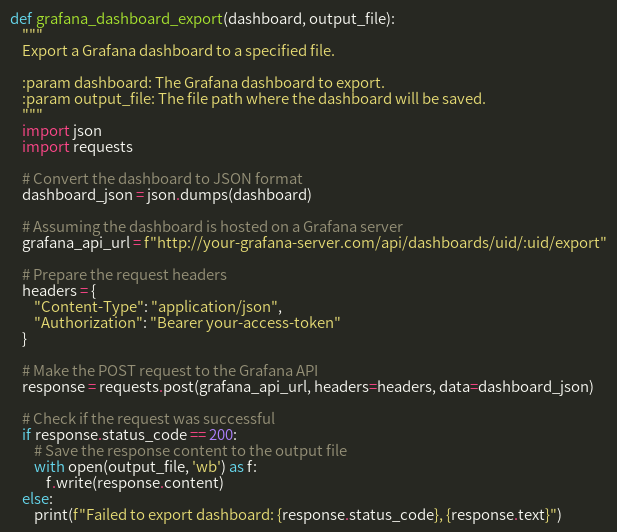 def grafana_dashboard_export(dashboard, output_file):
    """
    Export a Grafana dashboard to a specified file.

    :param dashboard: The Grafana dashboard to export.
    :param output_file: The file path where the dashboard will be saved.
    """
    import json
    import requests

    # Convert the dashboard to JSON format
    dashboard_json = json.dumps(dashboard)

    # Assuming the dashboard is hosted on a Grafana server
    grafana_api_url = f"http://your-grafana-server.com/api/dashboards/uid/:uid/export"

    # Prepare the request headers
    headers = {
        "Content-Type": "application/json",
        "Authorization": "Bearer your-access-token"
    }

    # Make the POST request to the Grafana API
    response = requests.post(grafana_api_url, headers=headers, data=dashboard_json)

    # Check if the request was successful
    if response.status_code == 200:
        # Save the response content to the output file
        with open(output_file, 'wb') as f:
            f.write(response.content)
    else:
        print(f"Failed to export dashboard: {response.status_code}, {response.text}")